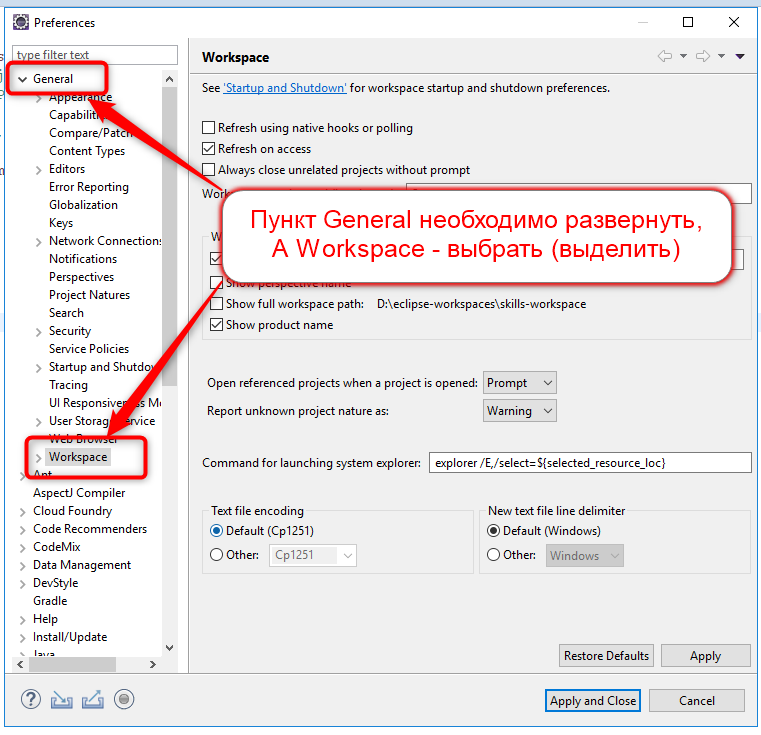 Preferences
type filter text
General
Appearance
Capabilit
Compare/Patch
Content Types
Editors
Error Reporting
Globalization
Keys
Network Connections
Notifications
Perspectives
Project Natures
Search
Security
Service Policies
Startup and Shutdo
Tracing
UI Responsiveness M
User Storage Service
Web Browser
Workspace
Ant
AspectJ Compiler
Cloud Foundry
Code Recommenders
CodeMix
Data Management
DevStyle
Gradle
Help
Install/Update
Java
Workspace
See 'Startup and Shutdown' for workspace startup and shutdown preferences.
Refresh using native hooks or polling
Refresh on access
Always close unrelated projects without prompt
Work
Пункт General необходимо развернуть,
А Workspace - выбрать (выделить)
W
Show perspective name
Show full workspace path: D:\eclipse-workspaces\skills-workspace
Show product name
Open referenced projects when a project is opened: Prompt
Report unknown project nature as: Warning
Command for launching system explorer: explorer /E,/select=${selected_resource_loc}
Text file encoding
Default (Cp1251)
Other: Cp1251
New text file line delimiter
Default (Windows)
Other: Windows
Restore Defaults
Apply
Apply and Close
Cancel